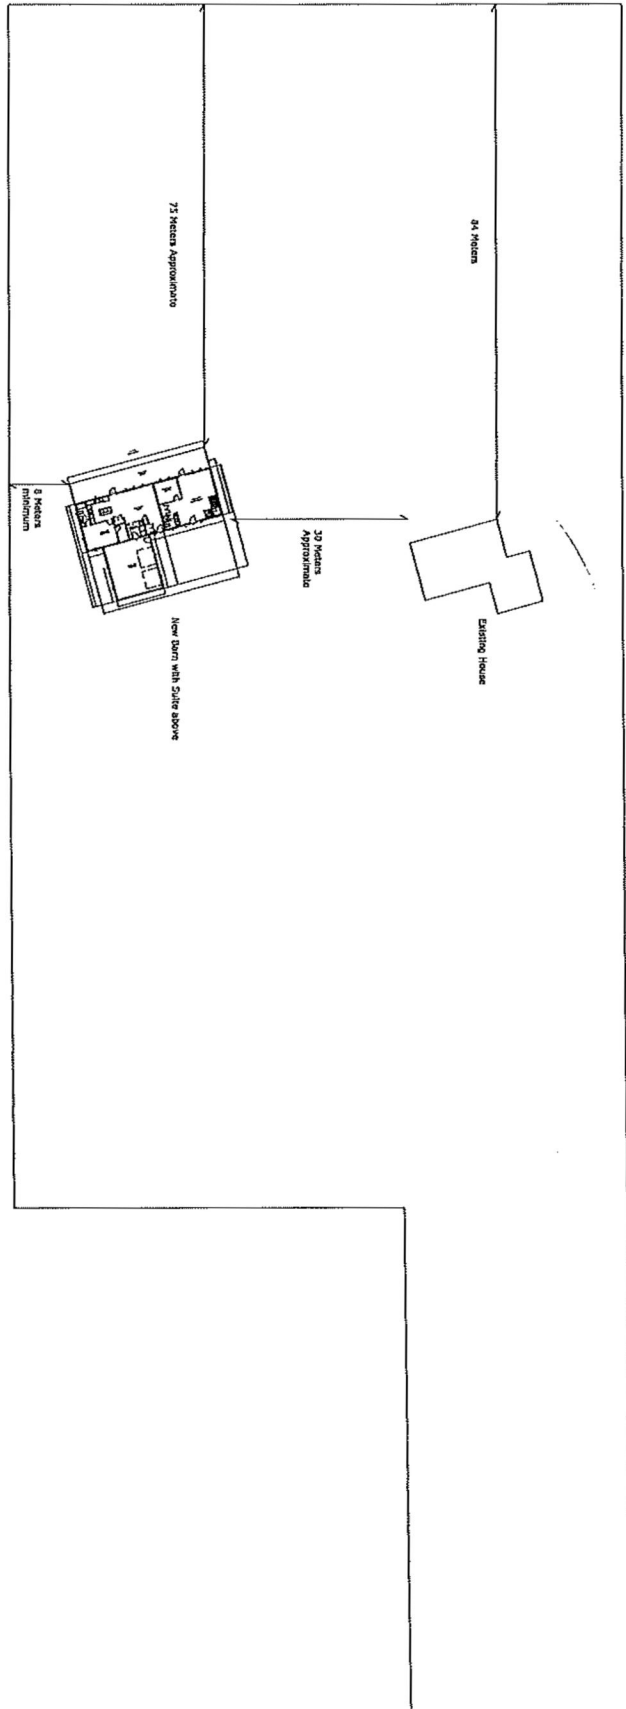 84 Meters
75 Meters Approximate
30 Meters
Approximate
8 Meters
minimum
Existing House
New Barn with Suite above